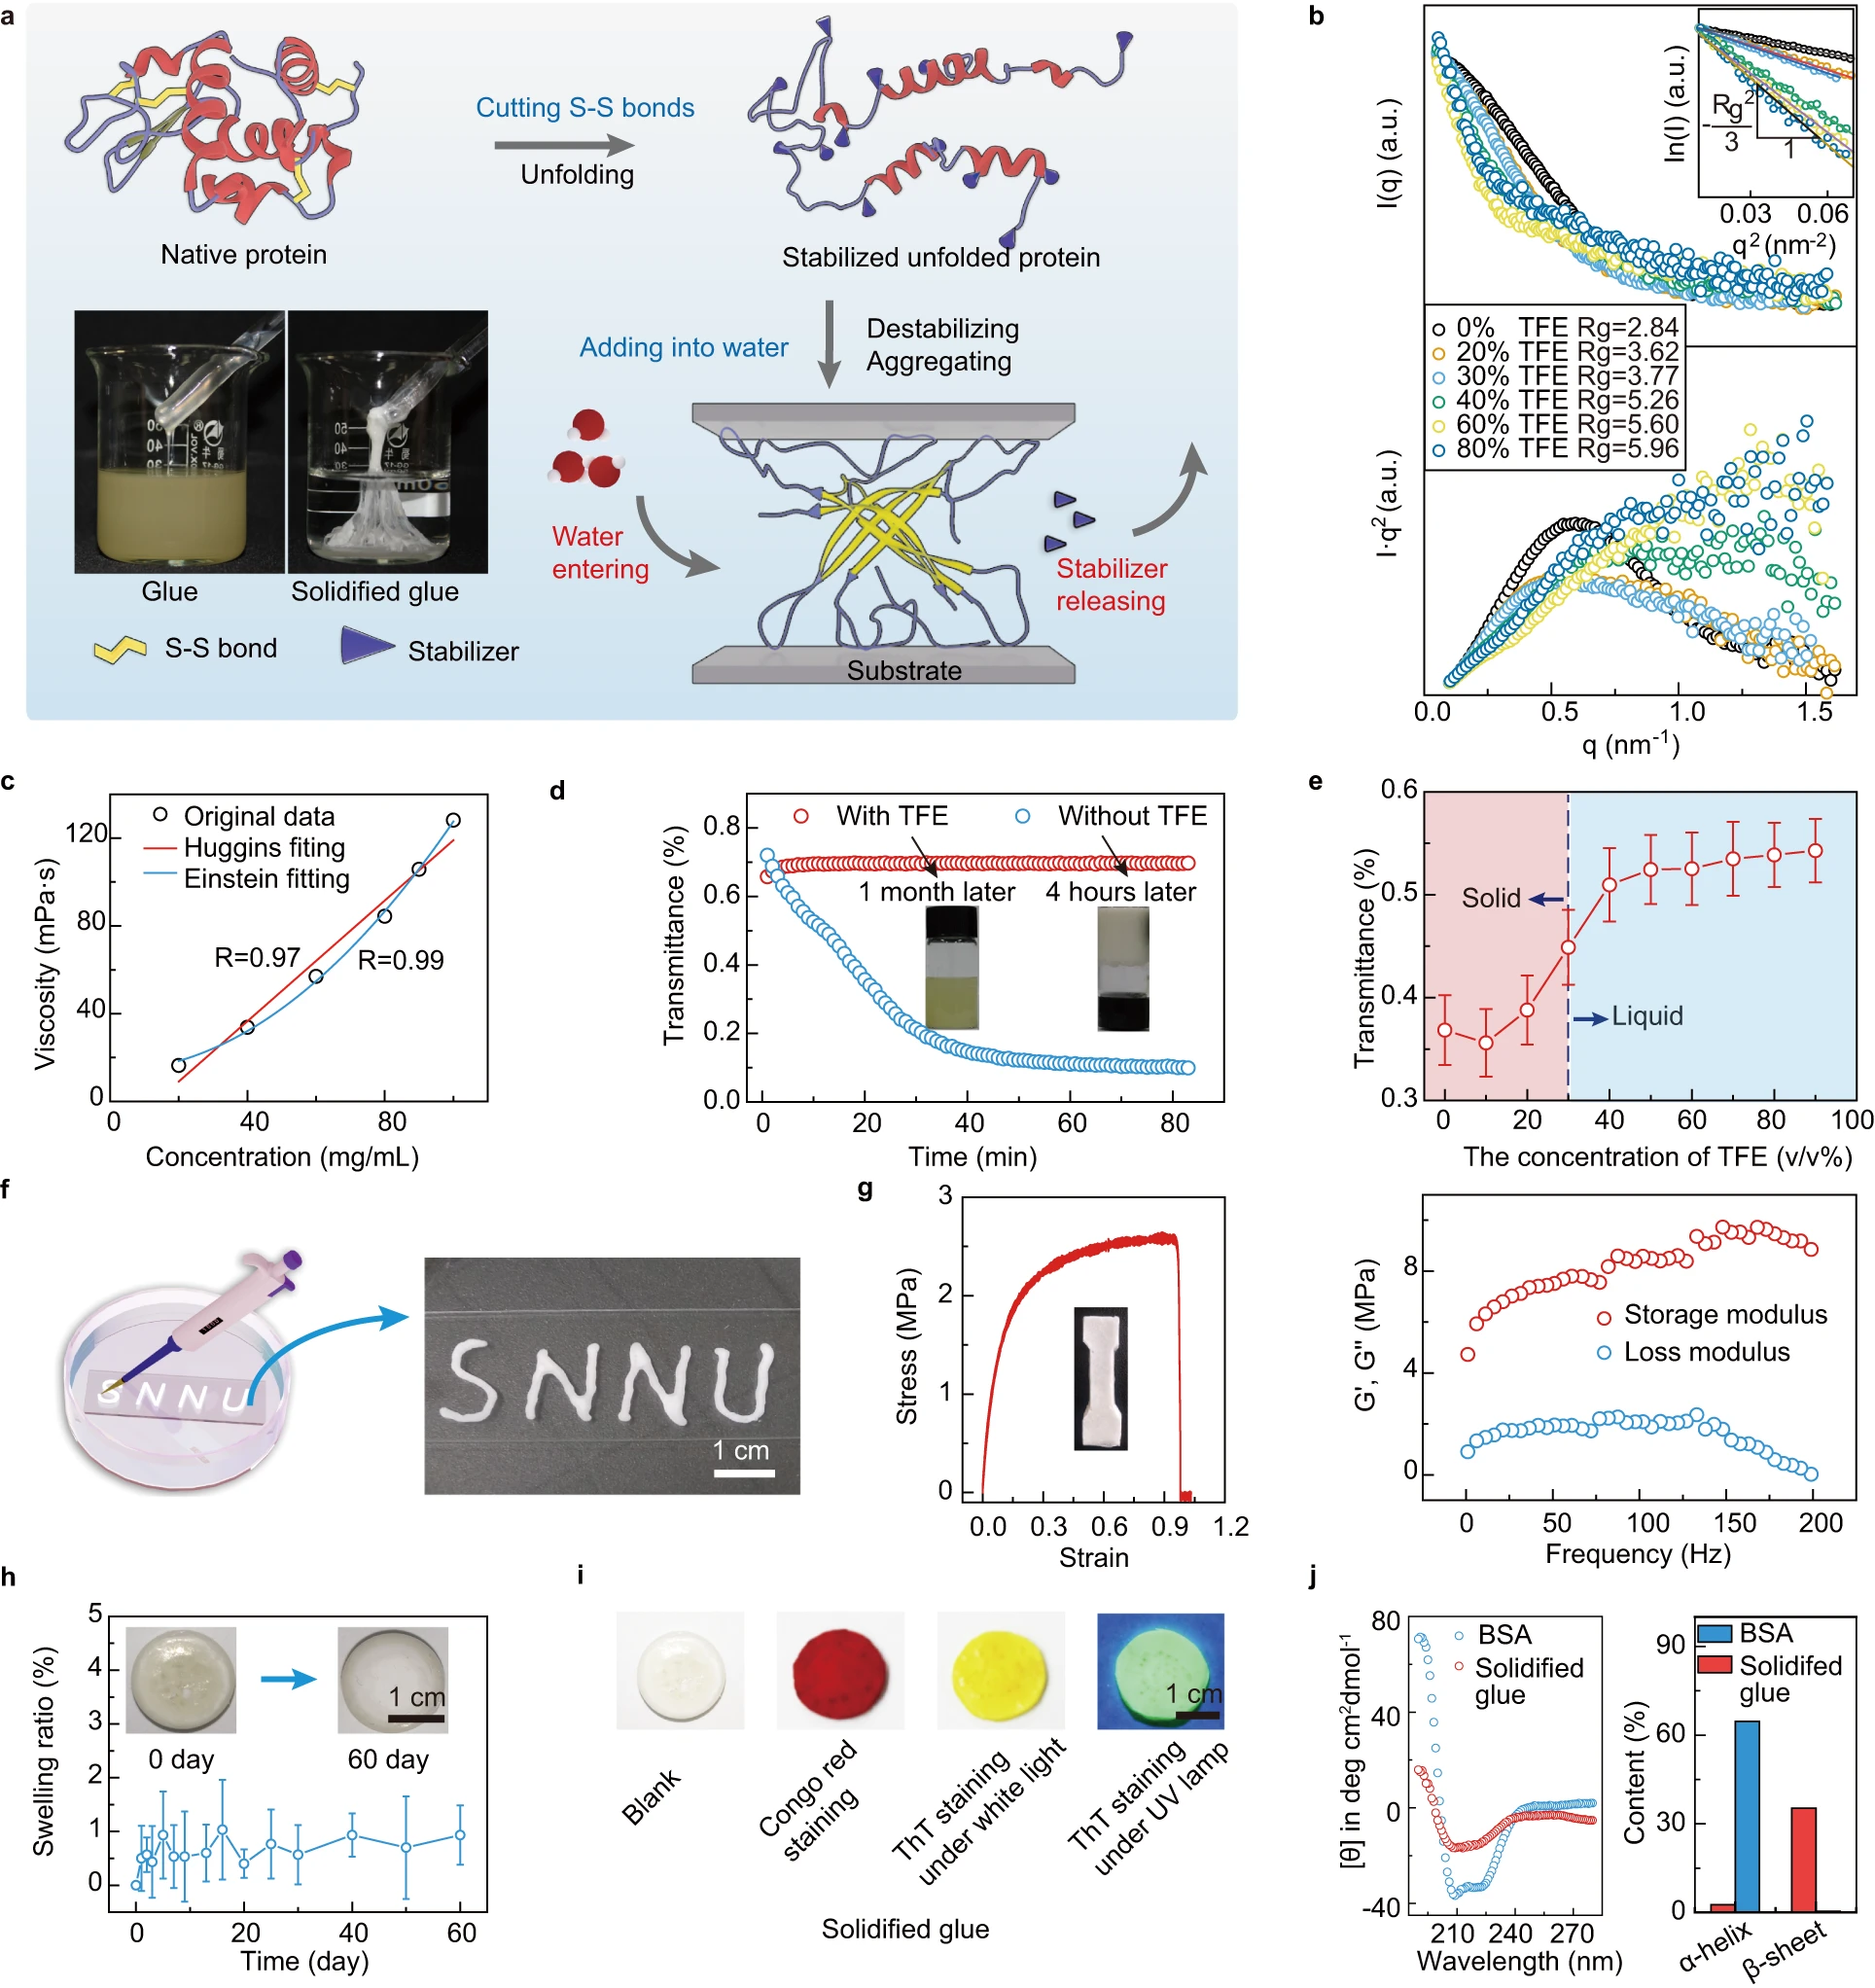 a
Cutting S-S bonds
Unfolding
Native protein
Stabilized unfolded protein
Adding into water
Destabilizing
Aggregating
50
40
30
50
40
Glue
Solidified glue
Water
entering
Stabilizer
releasing
S-S bond
Stabilizer
Substrate
b
I(q) (a.u.)
ln(I) (a.u.)
-Rg²/3
1
0.03 0.06
q² (nm⁻²)
0% TFE Rg=2.84
20% TFE Rg=3.62
30% TFE Rg=3.77
40% TFE Rg=5.26
60% TFE Rg=5.60
80% TFE Rg=5.96
I·q² (a.u.)
0.0 0.5 1.0 1.5
q (nm⁻¹)
c
Original data
Huggins fiting
Einstein fitting
R=0.97
R=0.99
Viscosity (mPa·s)
120
80
40
0
0 40 80
Concentration (mg/mL)
d
With TFE
Without TFE
1 month later
4 hours later
Transmittance (%)
0.8
0.6
0.4
0.2
0.0
0 20 40 60 80
Time (min)
e
Solid
Liquid
Transmittance (%)
0.6
0.5
0.4
0.3
0 20 40 60 80 100
The concentration of TFE (v/v%)
f
S N N U
S N N U
1 cm
g
Stress (MPa)
3
2
1
0
0.0 0.3 0.6 0.9 1.2
Strain
G', G'' (MPa)
8
4
0
Storage modulus
Loss modulus
0 50 100 150 200
Frequency (Hz)
h
Swelling ratio (%)
5
4
3
2
1
0
1 cm
0 day
60 day
0 20 40 60
Time (day)
i
1 cm
Blank
Congo red
staining
ThT staining
under white light
ThT staining
under UV lamp
Solidified glue
j
[θ] in deg cm²dmol⁻¹
80
40
0
-40
BSA
Solidified
glue
210 240 270
Wavelength (nm)
Content (%)
90
60
30
0
BSA
Solidifed
glue
α-helix
β-sheet